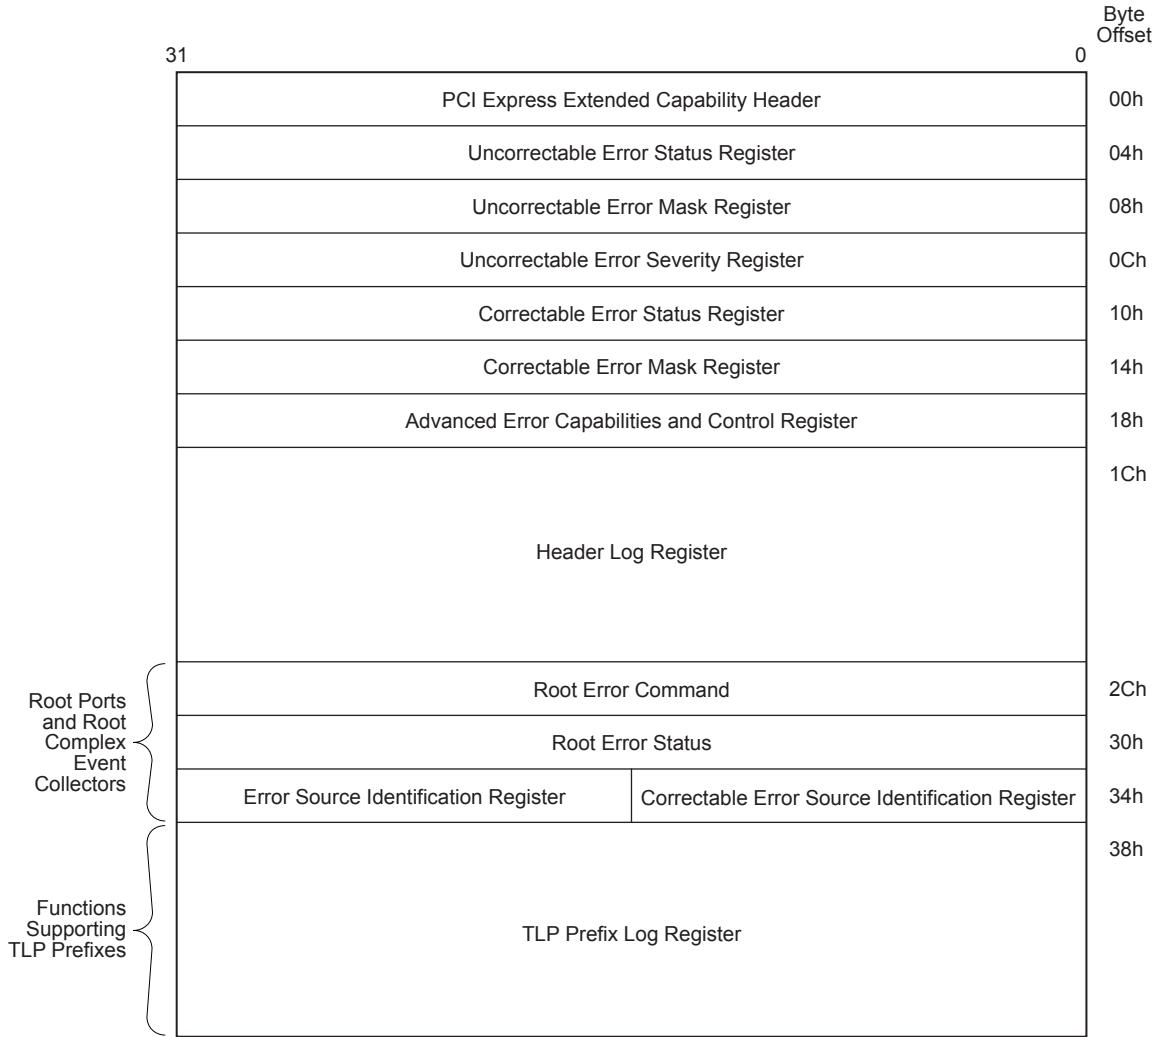 Byte
Offset
31 0
PCI Express Extended Capability Header 00h
Uncorrectable Error Status Register 04h
Uncorrectable Error Mask Register 08h
Uncorrectable Error Severity Register 0Ch
Correctable Error Status Register 10h
Correctable Error Mask Register 14h
Advanced Error Capabilities and Control Register 18h
1Ch
Header Log Register
Root Error Command 2Ch
Root Ports
and Root
Complex
Event
Collectors
Root Error Status 30h
Error Source Identification Register Correctable Error Source Identification Register 34h
38h
Functions
Supporting
TLP Prefixes
TLP Prefix Log Register